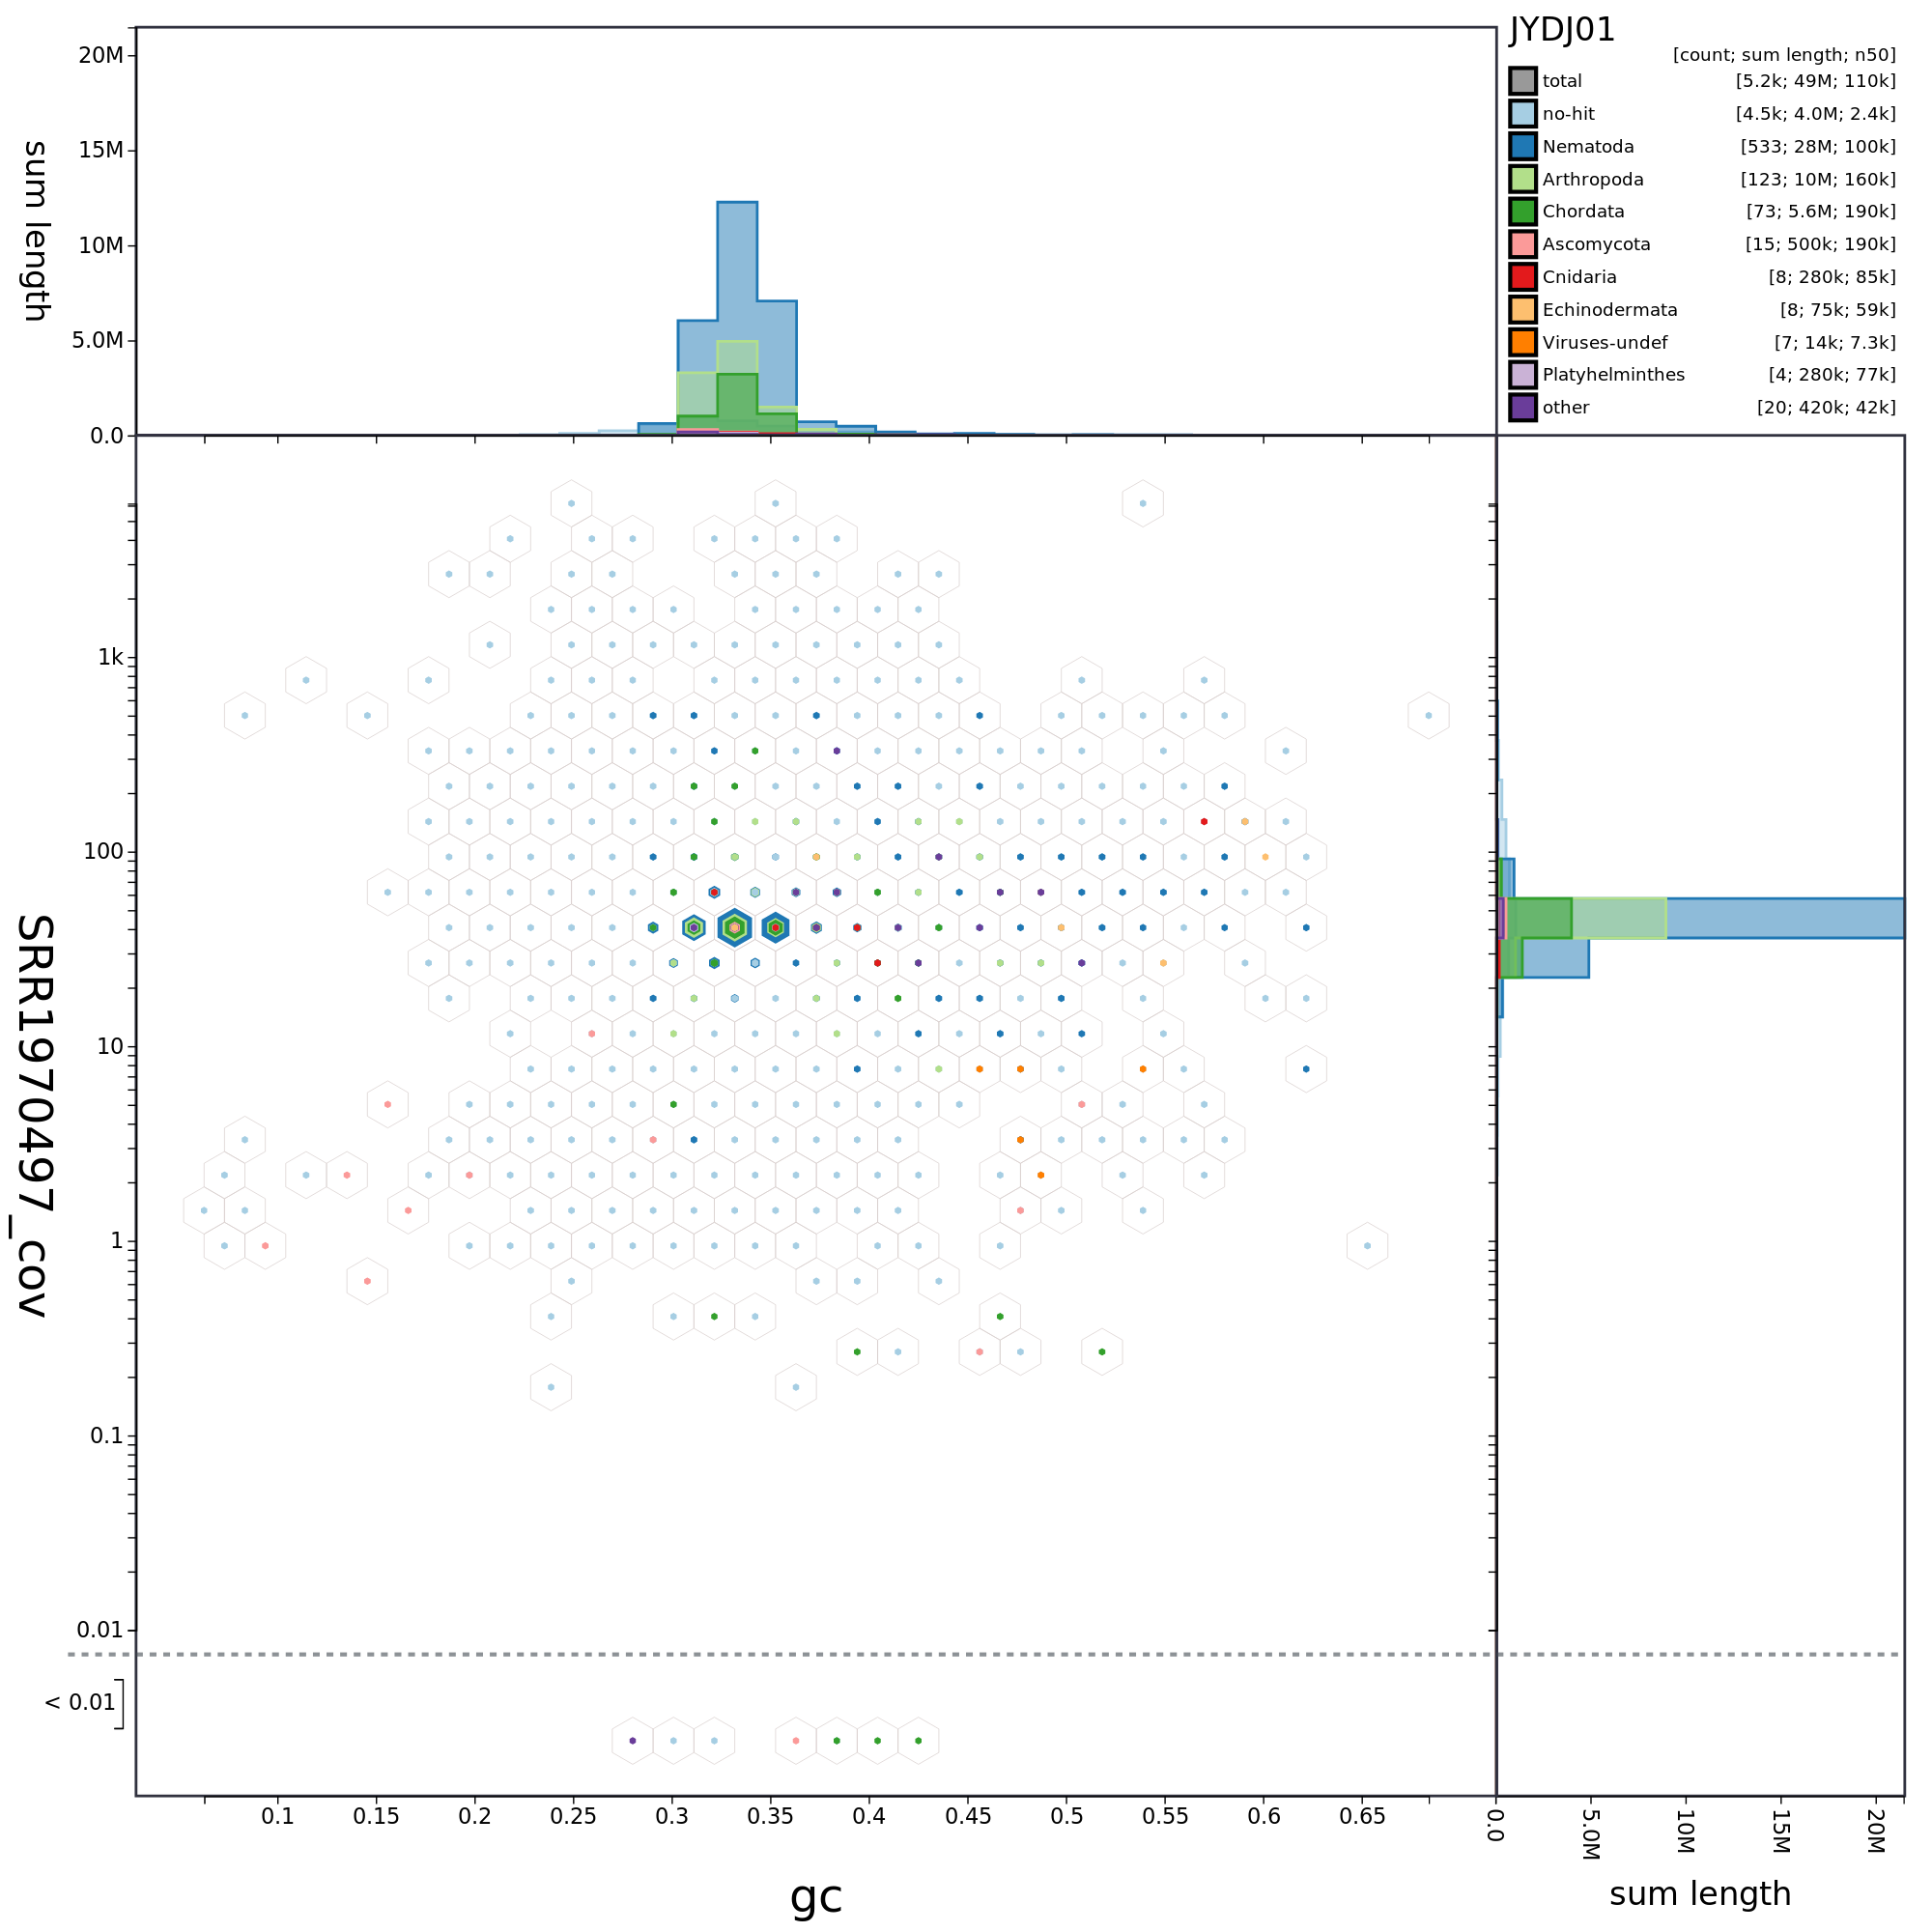 JYDJ01
[count; sum length; n50]
total [5.2k; 49M; 110k]
no-hit [4.5k; 4.0M; 2.4k]
Nematoda [533; 28M; 100k]
Arthropoda [123; 10M; 160k]
Chordata [73; 5.6M; 190k]
Ascomycota [15; 500k; 190k]
Cnidaria [8; 280k; 85k]
Echinodermata [8; 75k; 59k]
Viruses-undef [7; 14k; 7.3k]
Platyhelminthes [4; 280k; 77k]
other [20; 420k; 42k]
sum length
20M
15M
10M
5.0M
0.0
SRR1970497_cov
1k
100
10
1
0.1
0.01
< 0.01
0.1 0.15 0.2 0.25 0.3 0.35 0.4 0.45 0.5 0.55 0.6 0.65
gc
0.0 5.0M 10M 15M 20M
sum length